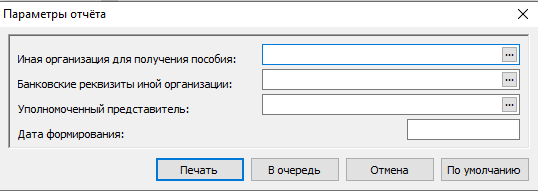 Параметры отчёта
Иная организация для получения пособия:
...
Банковские реквизиты иной организации:
...
Уполномоченный представитель:
...
Дата формирования:
Печать В очередь Отмена По умолчанию